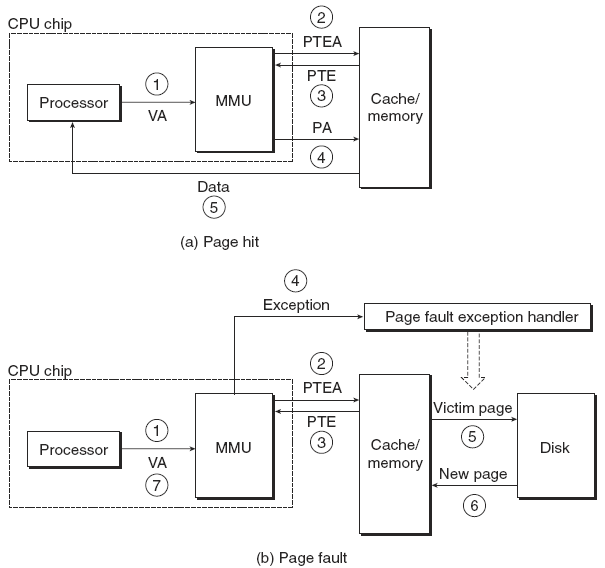 CPU chip
2
PTEA
Processor
1
VA
MMU
PTE
3
Cache/
memory
PA
4
Data
5
(a) Page hit
4
Exception
Page fault exception handler
CPU chip
2
PTEA
Processor
1
VA
7
MMU
PTE
3
Cache/
memory
Victim page
5
Disk
New page
6
(b) Page fault